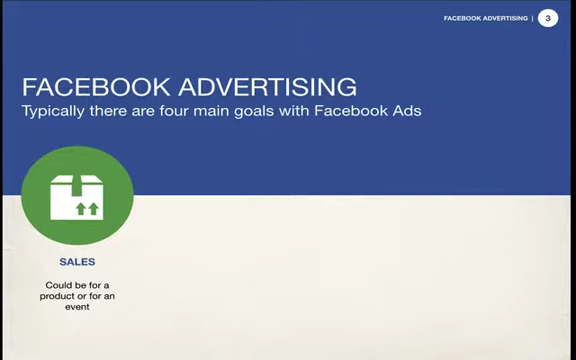 FACEBOOK ADVERTISING | 3
FACEBOOK ADVERTISING
Typically there are four main goals with Facebook Ads
SALES
Could be for a
product or for an
event